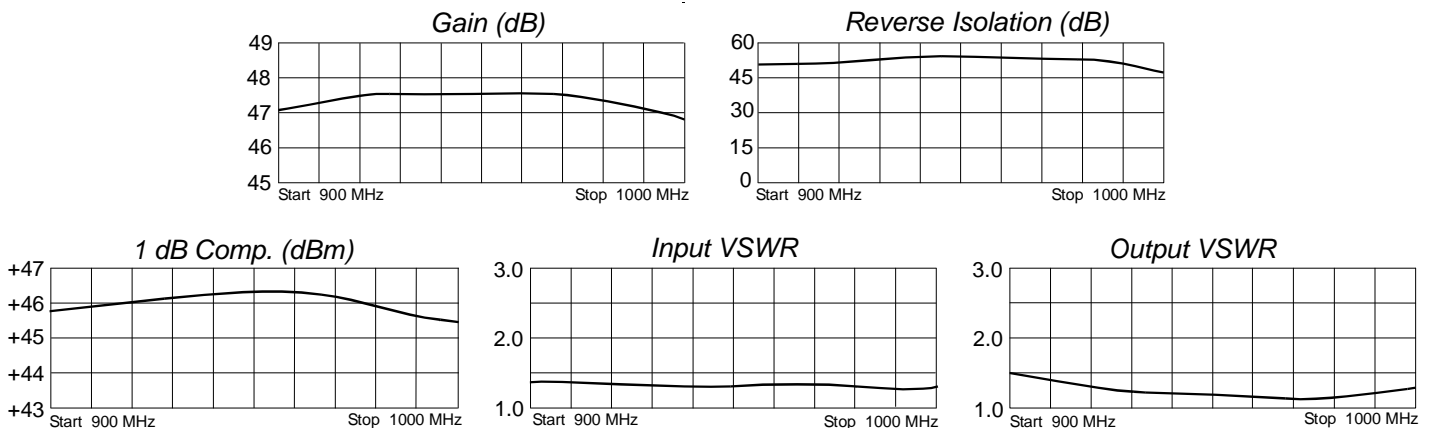 Gain (dB)
49
48
47
46
45
Start 900 MHz
Stop 1000 MHz
Reverse Isolation (dB)
60
45
30
15
0
Start 900 MHz
Stop 1000 MHz
1 dB Comp. (dBm)
+47
+46
+45
+44
+43
Start 900 MHz
Stop 1000 MHz
Input VSWR
3.0
2.0
1.0
Start 900 MHz
Stop 1000 MHz
Output VSWR
3.0
2.0
1.0
Start 900 MHz
Stop 1000 MHz